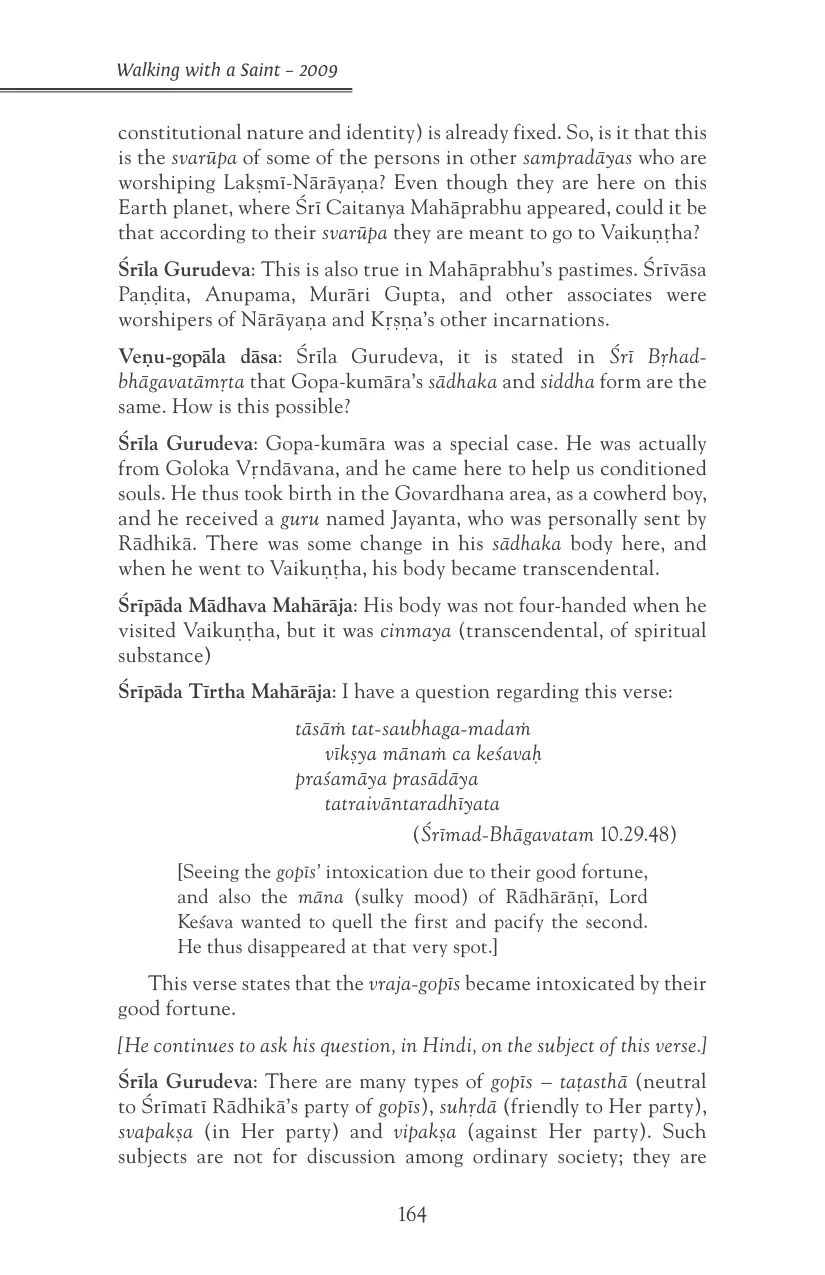 Walking with a Saint – 2009
constitutional nature and identity) is already fixed. So, is it that this
is the svarūpa of some of the persons in other sampradāyas who are
worshiping Lakṣmī-Nārāyaṇa? Even though they are here on this
Earth planet, where Śrī Caitanya Mahāprabhu appeared, could it be
that according to their svarūpa they are meant to go to Vaikuṇṭha?
Śrīla Gurudeva: This is also true in Mahāprabhu’s pastimes. Śrīvāsa
Paṇḍita, Anupama, Murāri Gupta, and other associates were
worshipers of Nārāyaṇa and Kṛṣṇa’s other incarnations.
Veṇu-gopāla dāsa: Śrīla Gurudeva, it is stated in Śrī Bṛhad-
bhāgavatāmṛta that Gopa-kumāra’s sādhaka and siddha form are the
same. How is this possible?
Śrīla Gurudeva: Gopa-kumāra was a special case. He was actually
from Goloka Vṛndāvana, and he came here to help us conditioned
souls. He thus took birth in the Govardhana area, as a cowherd boy,
and he received a guru named Jayanta, who was personally sent by
Rādhikā. There was some change in his sādhaka body here, and
when he went to Vaikuṇṭha, his body became transcendental.
Śrīpāda Mādhava Mahārāja: His body was not four-handed when he
visited Vaikuṇṭha, but it was cinmaya (transcendental, of spiritual
substance)
Śrīpāda Tīrtha Mahārāja: I have a question regarding this verse:
tāsāṁ tat-saubhaga-madaṁ
vīkṣya mānaṁ ca keśavaḥ
praśamāya prasādāya
tatraivāntaradhīyata
(Śrīmad-Bhāgavatam 10.29.48)
[Seeing the gopīs’ intoxication due to their good fortune,
and also the māna (sulky mood) of Rādhārāṇī, Lord
Keśava wanted to quell the first and pacify the second.
He thus disappeared at that very spot.]
This verse states that the vraja-gopīs became intoxicated by their
good fortune.
[He continues to ask his question, in Hindi, on the subject of this verse.]
Śrīla Gurudeva: There are many types of gopīs – taṭasthā (neutral
to Śrīmatī Rādhikā’s party of gopīs), suhṛdā (friendly to Her party),
svapakṣa (in Her party) and vipakṣa (against Her party). Such
subjects are not for discussion among ordinary society; they are
164